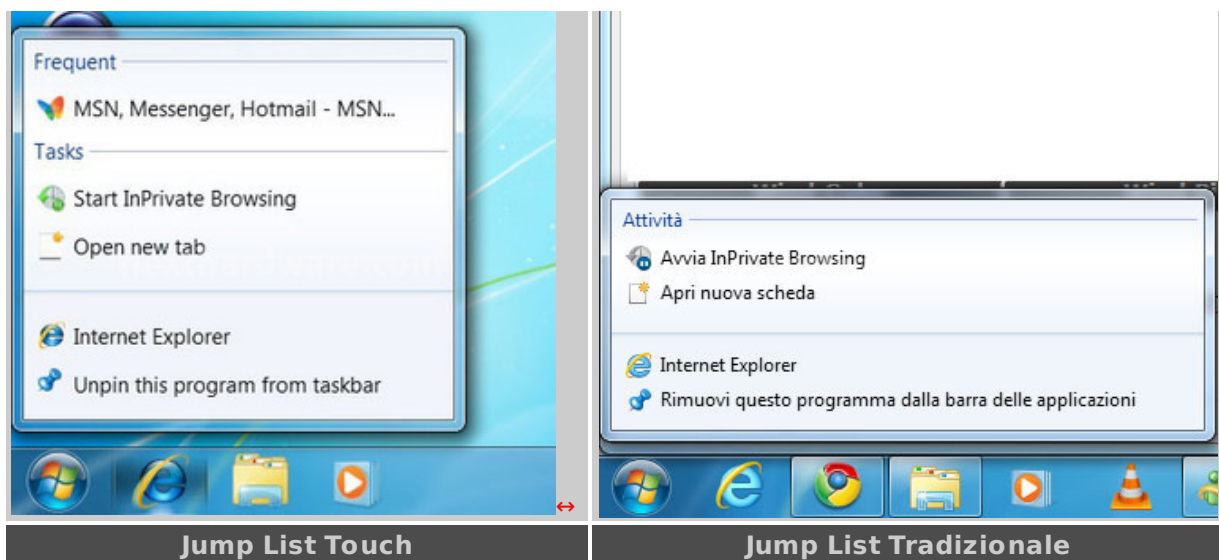 Frequent
MSN, Messenger, Hotmail - MSN...
Tasks
Start InPrivate Browsing
Open new tab
Internet Explorer
Unpin this program from taskbar
Attività
Avvia InPrivate Browsing
Apri nuova scheda
Internet Explorer
Rimuovi questo programma dalla barra delle applicazioni
Jump List Touch
Jump List Tradizionale